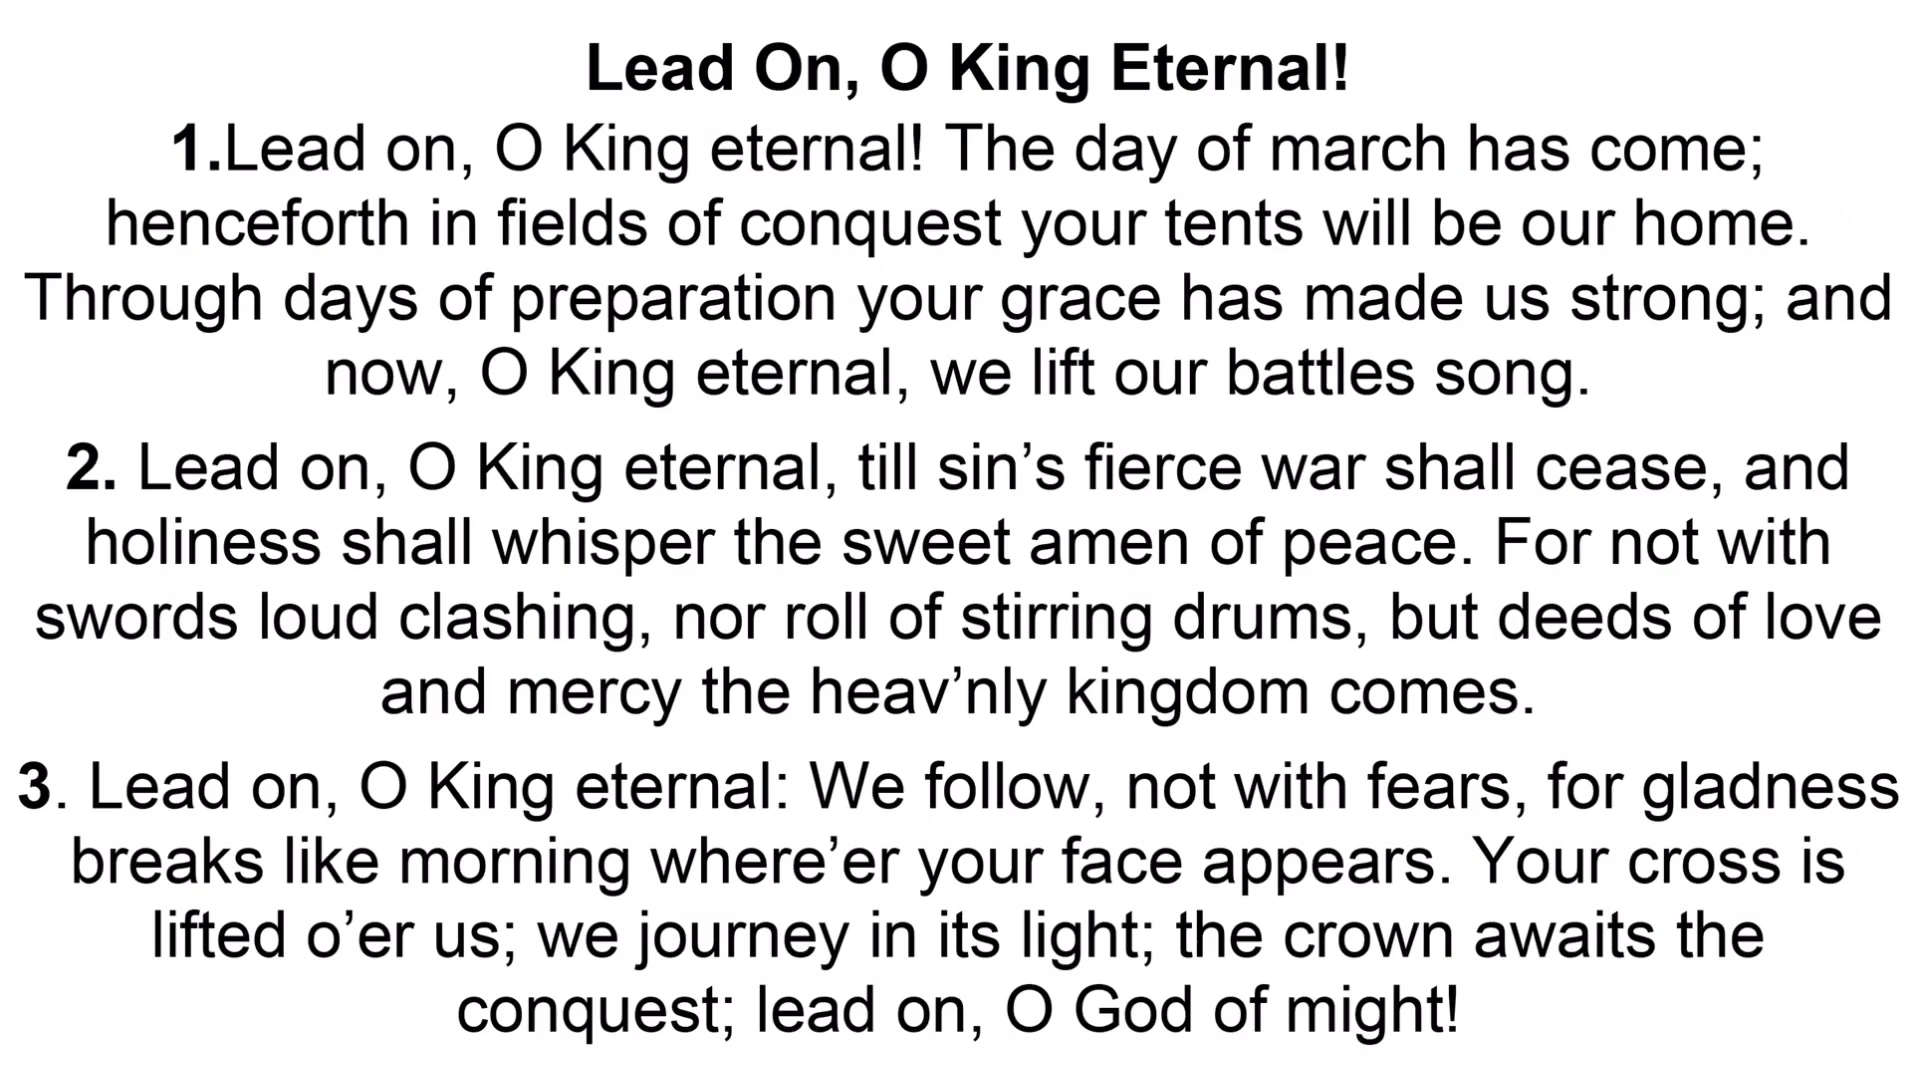 Lead On, O King Eternal!
1.Lead on, O King eternal! The day of march has come;
henceforth in fields of conquest your tents will be our home.
Through days of preparation your grace has made us strong; and
now, O King eternal, we lift our battles song.
2. Lead on, O King eternal, till sin’s fierce war shall cease, and
holiness shall whisper the sweet amen of peace. For not with
swords loud clashing, nor roll of stirring drums, but deeds of love
and mercy the heav’nly kingdom comes.
3. Lead on, O King eternal: We follow, not with fears, for gladness
breaks like morning where’er your face appears. Your cross is
lifted o’er us; we journey in its light; the crown awaits the
conquest; lead on, O God of might!